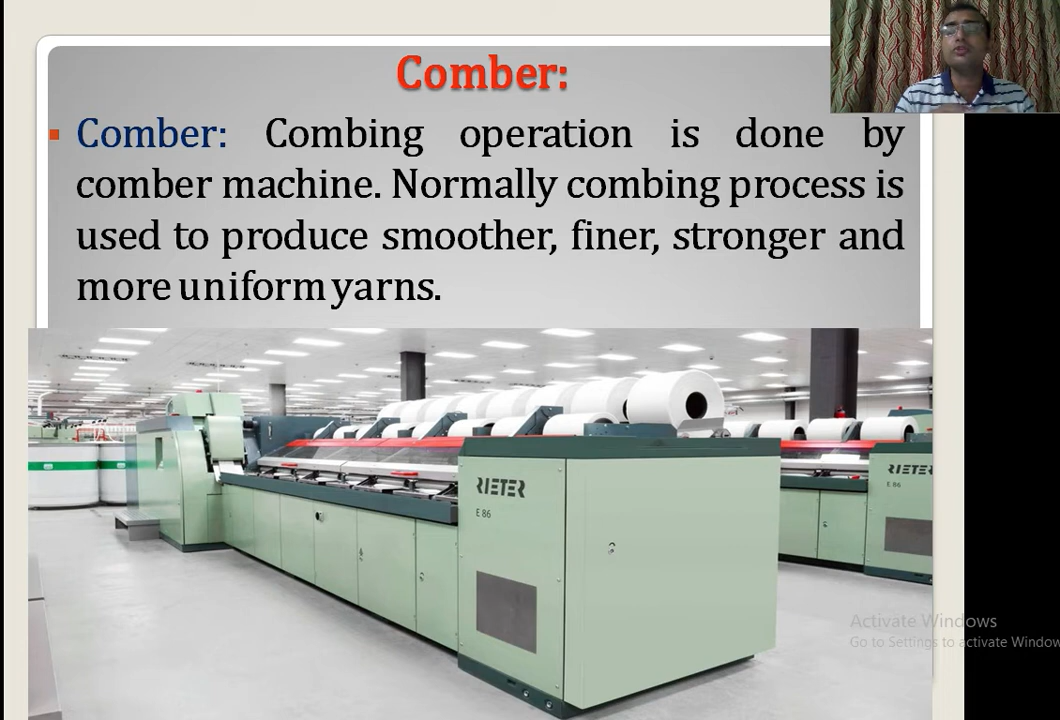 Comber:
Comber: Combing operation is done by
comber machine. Normally combing process is
used to produce smoother, finer, stronger and
more uniform yarns.
RIETER
E 86
RIETER
E 86
Activate Windows
Go to Settings to activate Window